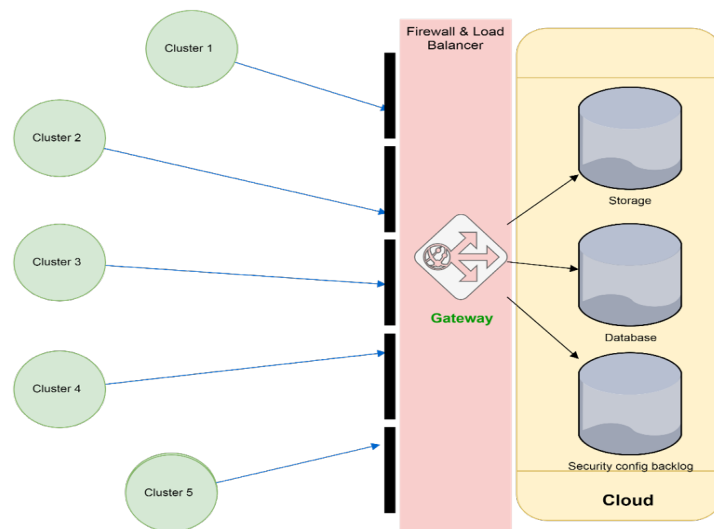 Cluster 1
Firewall & Load
Balancer
Cluster 2
Storage
Cluster 3
Gateway
Database
Cluster 4
Security config backlog
Cluster 5
Cloud